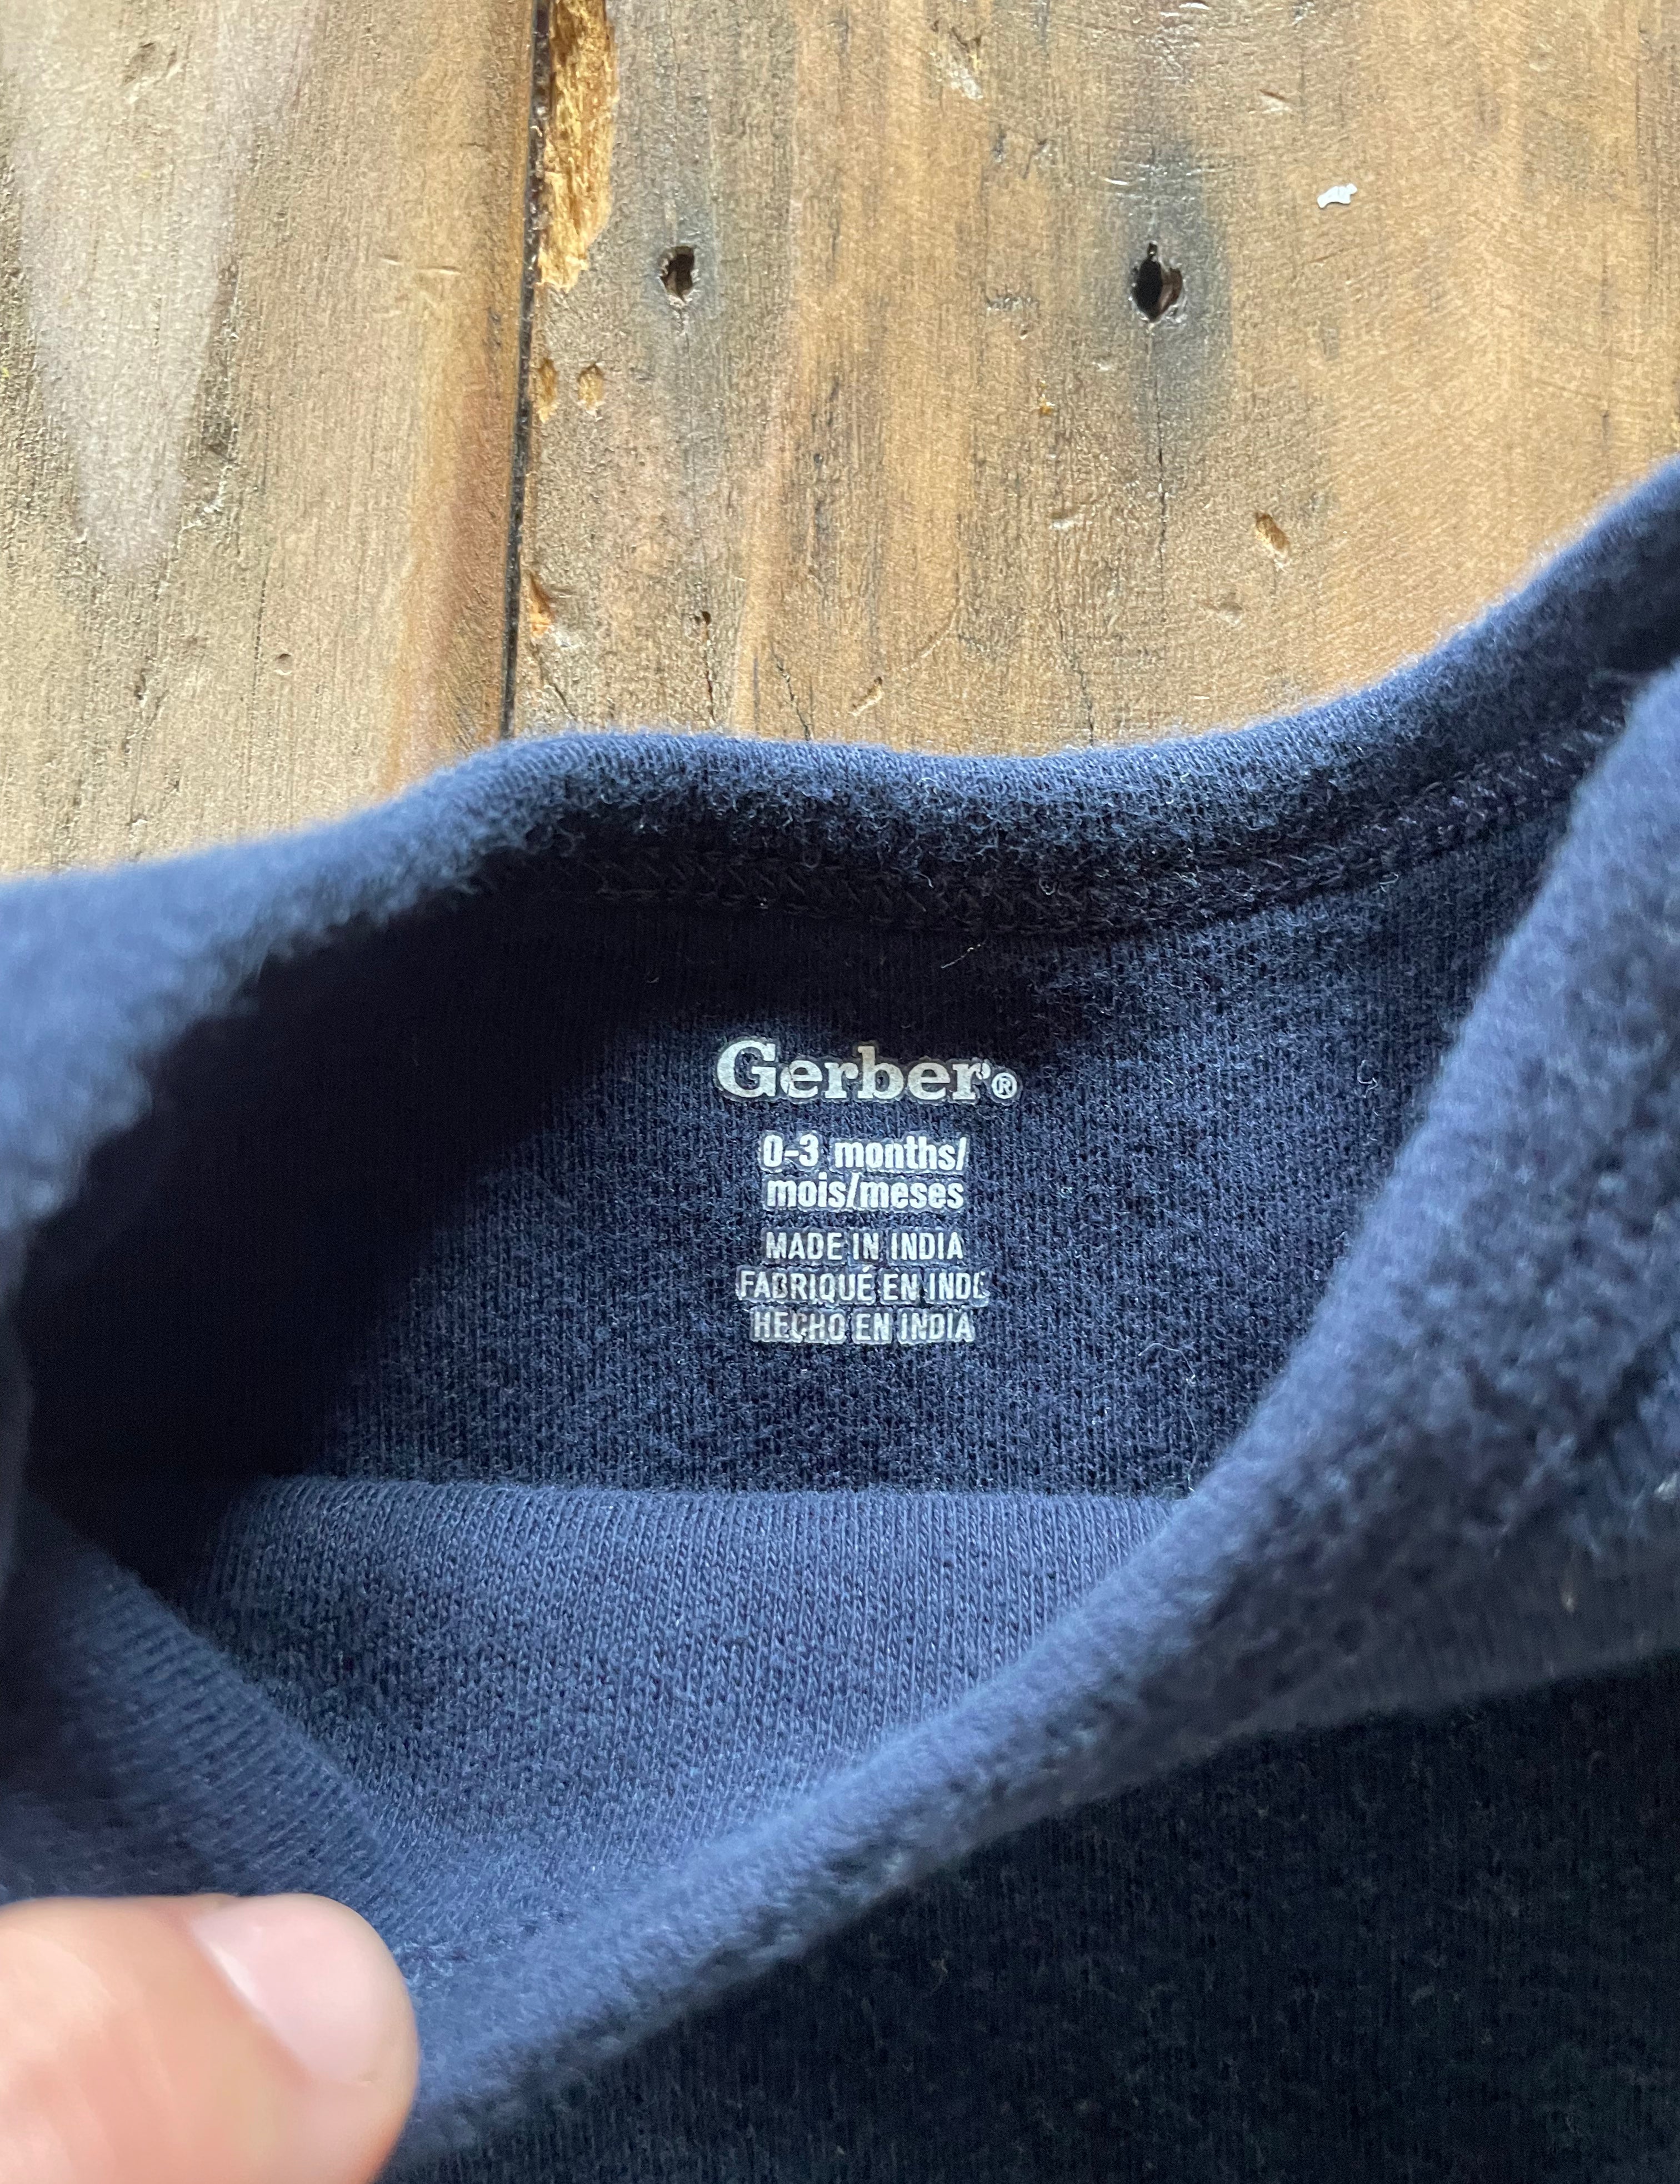 Gerber®
0-3 months/
mois/meses
MADE IN INDIA
FABRIQUÉ EN INDE
HECHO EN INDIA